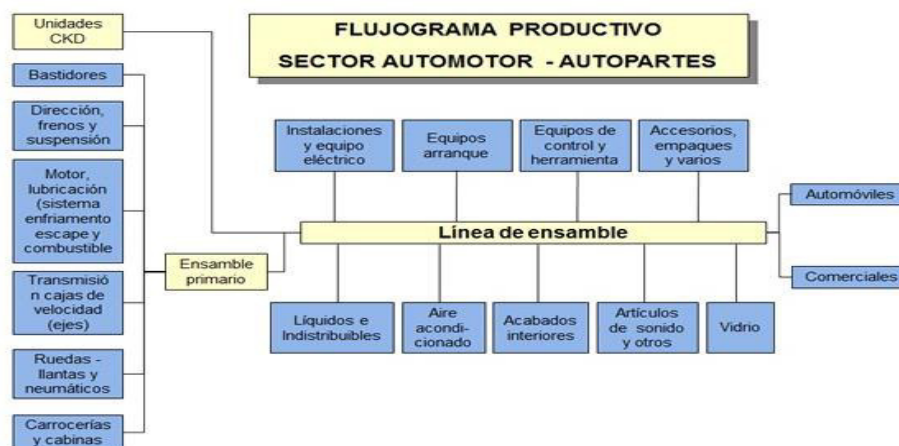 Unidades
CKD
FLUJOGRAMA PRODUCTIVO
SECTOR AUTOMOTOR - AUTOPARTES
Bastidores
Dirección,
frenos y
suspensión
Motor,
lubricación
(sistema
enfriamento
escape y
combustible
Transmisió
n cajas de
velocidad
(ejes)
Ruedas -
llantas y
neumáticos
Carrocerías
y cabinas
Ensamble
primario
Instalaciones
y equipo
eléctrico
Equipos
arranque
Equipos de
control y
herramienta
Accesorios,
empaques
y varios
Línea de ensamble
Líquidos e
Indistribuibles
Aire
acondi-
cionado
Acabados
interiores
Artículos
de sonido
y otros
Vidrio
Automóviles
Comerciales